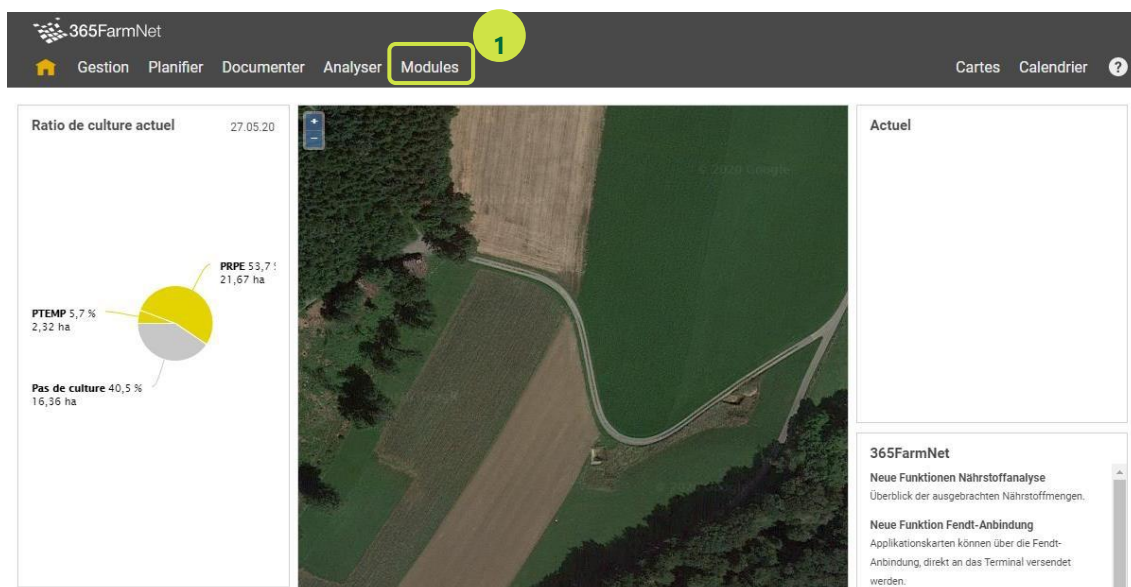 365FarmNet
1
Gestion Planifier Documenter Analyser Modules Cartes Calendrier ?
Ratio de culture actuel 27.05.20
PRPE 53,7
21,67 ha
PTEMP 5,7 %
2,32 ha
Pas de culture 40,5 %
16,36 ha
+
−
© 2020 Google
Actuel
365FarmNet
Neue Funktionen Nährstoffanalyse
Überblick der ausgebrachten Nährstoffmengen.
Neue Funktion Fendt-Anbindung
Applikationskarten können über die Fendt-
Anbindung, direkt an das Terminal versendet
werden.